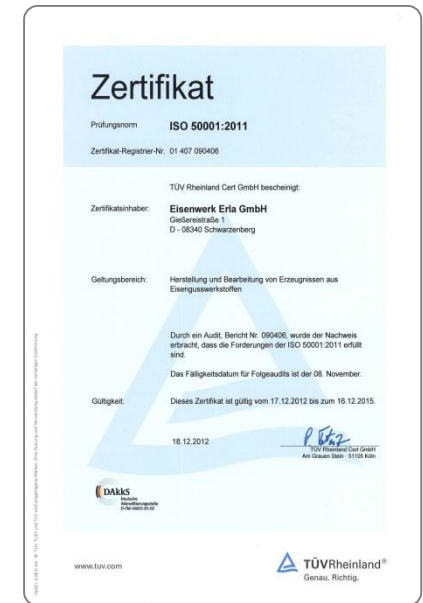 Zertifikat
Prüfungsnorm ISO 50001:2011
Zertifikat-Registrier-Nr. 01 407 090406
TÜV Rheinland Cert GmbH bescheinigt:
Zertifikatsinhaber: Eisenwerk Erla GmbH
Gießereistraße 1
D - 08340 Schwarzenberg
Geltungsbereich: Herstellung und Bearbeitung von Erzeugnissen aus
Eisengusswerkstoffen
Durch ein Audit, Bericht Nr. 090406, wurde der Nachweis
erbracht, dass die Forderungen der ISO 50001:2011 erfüllt
sind.
Das Fälligkeitsdatum für Folgeaudits ist der 08. November.
Gültigkeit: Dieses Zertifikat ist gültig vom 17.12.2012 bis zum 16.12.2015.
18.12.2012
TÜV Rheinland Cert GmbH
Am Grauen Stein · 51105 Köln
DAkkS
Deutsche
Akkreditierungsstelle
www.tuv.com
TÜVRheinland®
Genau. Richtig.